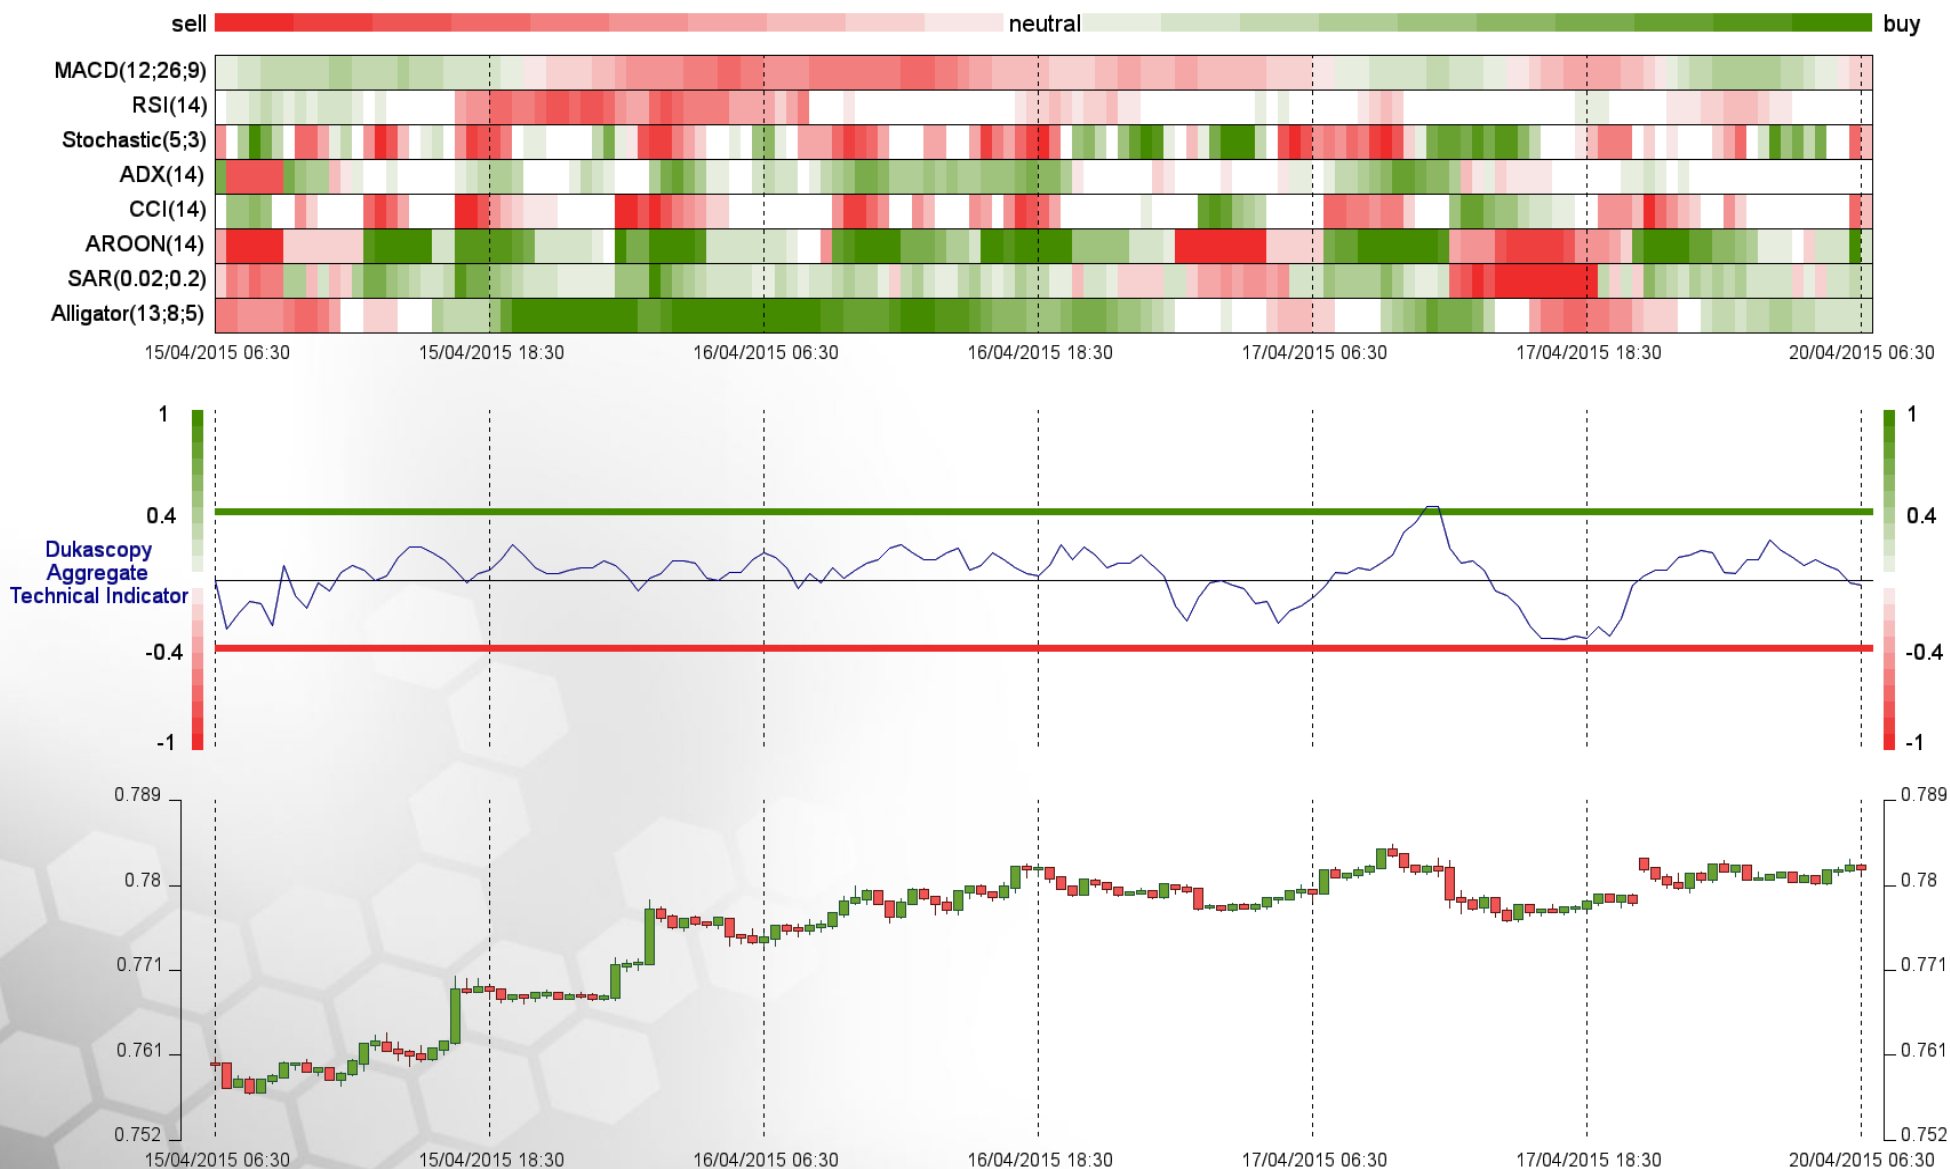 sell neutral buy
MACD(12;26;9)
RSI(14)
Stochastic(5;3)
ADX(14)
CCI(14)
AROON(14)
SAR(0.02;0.2)
Alligator(13;8;5)
15/04/2015 06:30 15/04/2015 18:30 16/04/2015 06:30 16/04/2015 18:30 17/04/2015 06:30 17/04/2015 18:30 20/04/2015 06:30
1 1
0.4 0.4
Dukascopy
Aggregate
Technical Indicator
-0.4 -0.4
-1 -1
0.789 0.789
0.78 0.78
0.771 0.771
0.761 0.761
0.752 0.752
15/04/2015 06:30 15/04/2015 18:30 16/04/2015 06:30 16/04/2015 18:30 17/04/2015 06:30 17/04/2015 18:30 20/04/2015 06:30